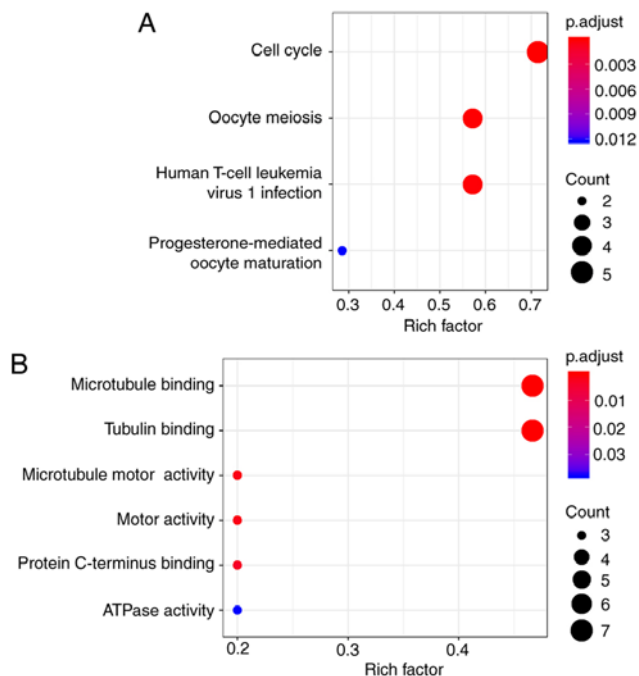 A
Cell cycle
Oocyte meiosis
Human T-cell leukemia
virus 1 infection
Progesterone-mediated
oocyte maturation
0.3 0.4 0.5 0.6 0.7
Rich factor
p.adjust
0.003
0.006
0.009
0.012
Count
2
3
4
5
B
Microtubule binding
Tubulin binding
Microtubule motor activity
Motor activity
Protein C-terminus binding
ATPase activity
0.2 0.3 0.4
Rich factor
p.adjust
0.01
0.02
0.03
Count
3
4
5
6
7